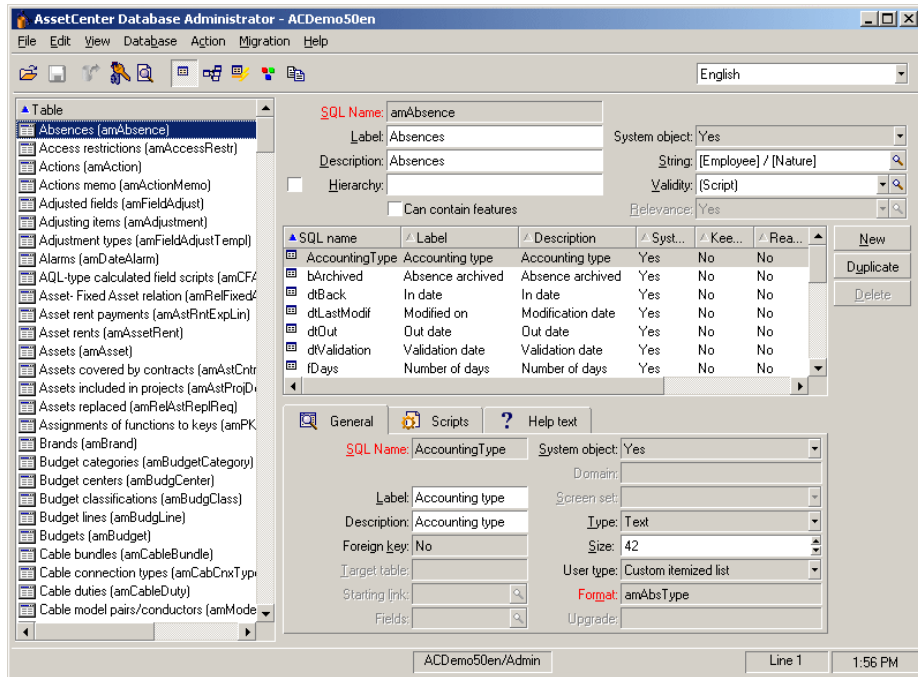 AssetCenter Database Administrator - ACDemo50en
File Edit View Database Action Migration Help
English
Table
Absences (amAbsence)
Access restrictions (amAccessRestr)
Actions (amAction)
Actions memo (amActionMemo)
Adjusted fields (amFieldAdjust)
Adjusting items (amAdjustment)
Adjustment types (amFieldAdjustTempl)
Alarms (amDateAlarm)
AQL-type calculated field scripts (amCFA
Asset- Fixed Asset relation (amRelFixedA
Asset rent payments (amAstRntExpLin)
Asset rents (amAssetRent)
Assets (amAsset)
Assets covered by contracts (amAstCntr
Assets included in projects (amAstProjD
Assets replaced (amRelAstReplReq)
Assignments of functions to keys (amPK
Brands (amBrand)
Budget categories (amBudgetCategory)
Budget centers (amBudgCenter)
Budget classifications (amBudgClass)
Budget lines (amBudgLine)
Budgets (amBudget)
Cable bundles (amCableBundle)
Cable connection types (amCabCnxTyp
Cable duties (amCableDuty)
Cable model pairs/conductors (amMode
SQL Name: amAbsence
Label: Absences System object: Yes
Description: Absences String: [Employee] / [Nature]
Hierarchy: Validity: (Script)
Can contain features Relevance: Yes
SQL name Label Description Syst... Kee... Rea...
AccountingType Accounting type Accounting type Yes No No
bArchived Absence archived Absence archived Yes No No
dtBack In date In date Yes No No
dtLastModif Modified on Modification date Yes No No
dtOut Out date Out date Yes No No
dtValidation Validation date Validation date Yes No No
fDays Number of days Number of days Yes No No
New
Duplicate
Delete
General Scripts ? Help text
SQL Name: AccountingType System object: Yes
Domain:
Label: Accounting type Screen set:
Description: Accounting type Type: Text
Foreign key: No Size: 42
Target table: User type: Custom itemized list
Starting link: Format: amAbsType
Fields: Upgrade:
ACDemo50en/Admin Line 1 1:56 PM